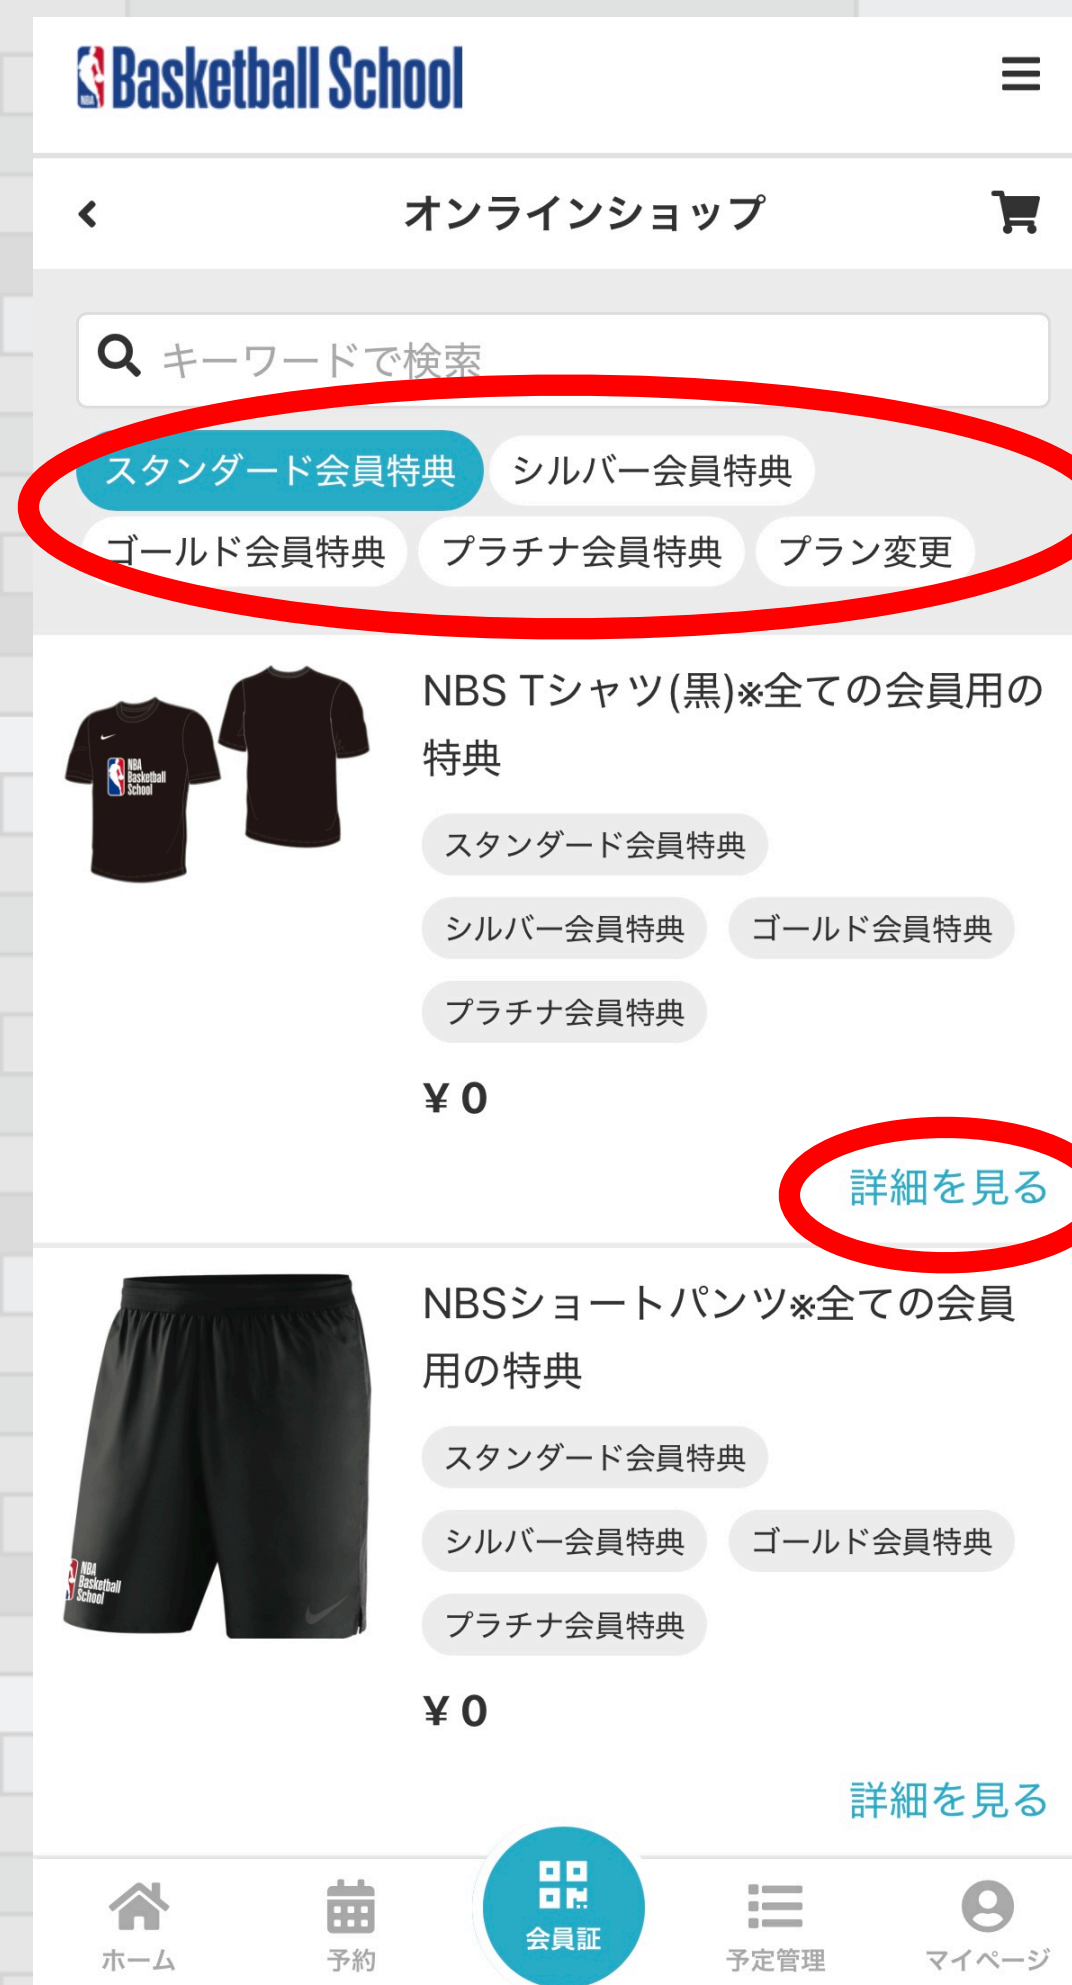 NBA Basketball School
オンラインショップ
キーワードで検索
スタンダード会員特典 シルバー会員特典
ゴールド会員特典 プラチナ会員特典 プラン変更
NBS Tシャツ(黒)※全ての会員用の
特典
NBA
Basketball
School
スタンダード会員特典
シルバー会員特典 ゴールド会員特典
プラチナ会員特典
¥ 0
詳細を見る
NBSショートパンツ※全ての会員
用の特典
スタンダード会員特典
シルバー会員特典 ゴールド会員特典
NBA
Basketball
School
プラチナ会員特典
¥ 0
詳細を見る
ホーム 予約 会員証 予定管理 マイページ